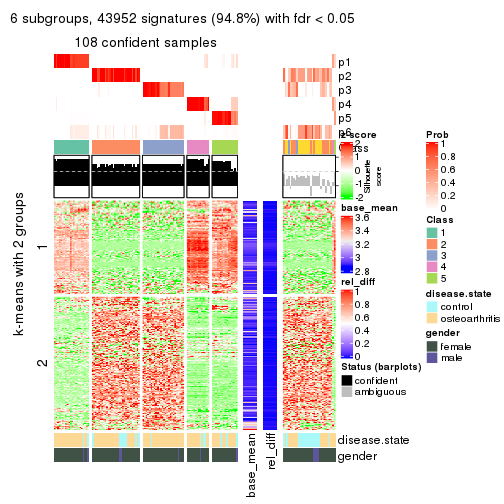 6 subgroups, 43952 signatures (94.8%) with fdr < 0.05
108 confident samples
p1
p2
p3
p4
p5
p6
Class
z-score
2
1
0
-1
-2
Silhouette score
base_mean
3.6
3.4
3.2
3
2.8
rel_diff
1
0.8
0.6
0.4
0.2
0
Status (barplots)
confident
ambiguous
Prob
1
0.8
0.6
0.4
0.2
0
Class
1
2
3
4
5
disease.state
control
osteoarthritis
gender
female
male
k-means with 2 groups
1
2
disease.state
gender
base_mean
rel_diff